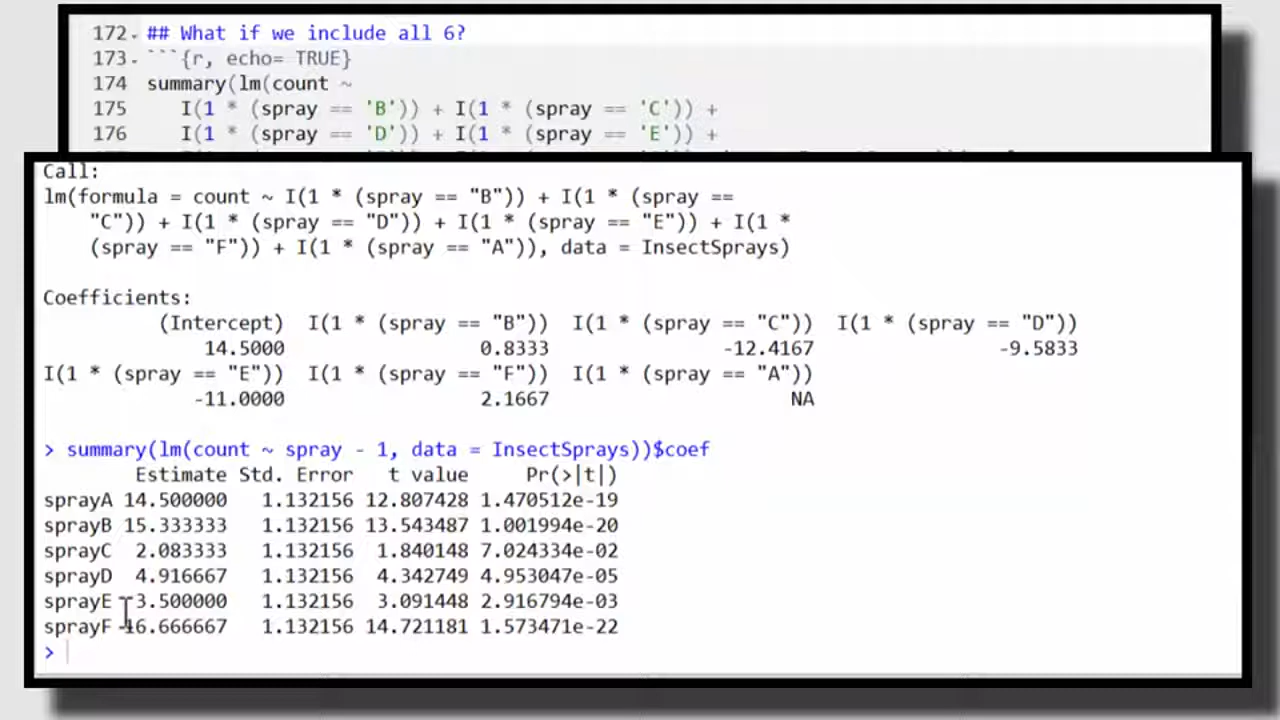 172 ## What if we include all 6?
173 ```{r, echo= TRUE}
174 summary(lm(count ~
175 I(1 * (spray == 'B')) + I(1 * (spray == 'C')) +
176 I(1 * (spray == 'D')) + I(1 * (spray == 'E')) +
Call:
lm(formula = count ~ I(1 * (spray == "B")) + I(1 * (spray ==
"C")) + I(1 * (spray == "D")) + I(1 * (spray == "E")) + I(1 *
(spray == "F")) + I(1 * (spray == "A")), data = InsectSprays)
Coefficients:
(Intercept) I(1 * (spray == "B")) I(1 * (spray == "C")) I(1 * (spray == "D"))
14.5000 0.8333 -12.4167 -9.5833
I(1 * (spray == "E")) I(1 * (spray == "F")) I(1 * (spray == "A"))
-11.0000 2.1667 NA
> summary(lm(count ~ spray - 1, data = InsectSprays))$coef
Estimate Std. Error t value Pr(>|t|)
sprayA 14.500000 1.132156 12.807428 1.470512e-19
sprayB 15.333333 1.132156 13.543487 1.001994e-20
sprayC 2.083333 1.132156 1.840148 7.024334e-02
sprayD 4.916667 1.132156 4.342749 4.953047e-05
sprayE 3.500000 1.132156 3.091448 2.916794e-03
sprayF 16.666667 1.132156 14.721181 1.573471e-22
>